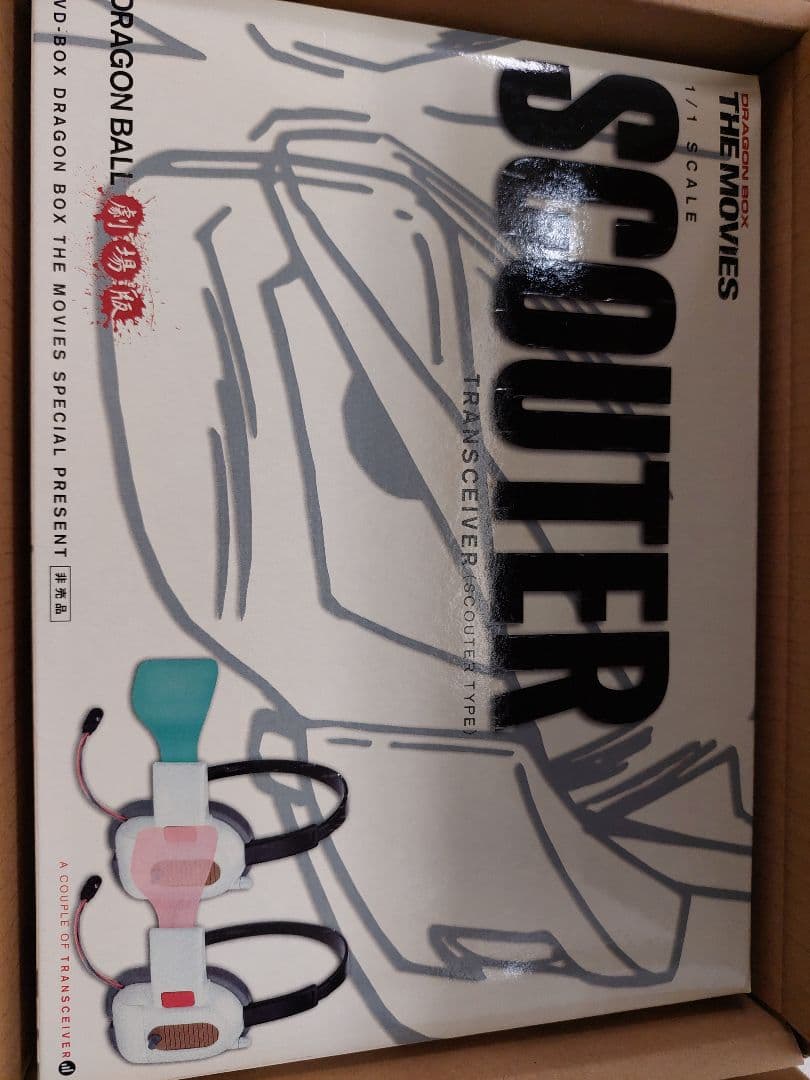 DRAGON BOX
THE MOVIES
1/1 SCALE
SCOUTER
TRANSCEIVER (SCOUTER TYPE)
DRAGON BALL 劇場版
VD-BOX DRAGON BOX THE MOVIES SPECIAL PRESENT 非売品
A COUPLE OF TRANSCEIVER